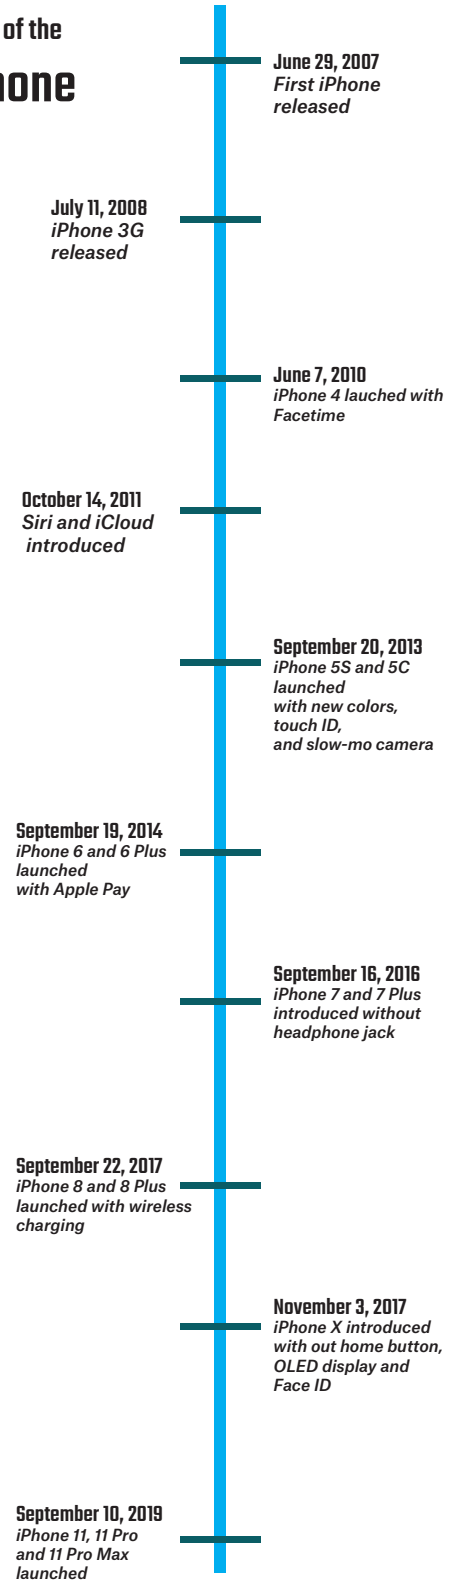 of the
hone
June 29, 2007
First iPhone
released
July 11, 2008
iPhone 3G
released
June 7, 2010
iPhone 4 lauched with
Facetime
October 14, 2011
Siri and iCloud
introduced
September 20, 2013
iPhone 5S and 5C
launched
with new colors,
touch ID,
and slow-mo camera
September 19, 2014
iPhone 6 and 6 Plus
launched
with Apple Pay
September 16, 2016
iPhone 7 and 7 Plus
introduced without
headphone jack
September 22, 2017
iPhone 8 and 8 Plus
launched with wireless
charging
November 3, 2017
iPhone X introduced
with out home button,
OLED display and
Face ID
September 10, 2019
iPhone 11, 11 Pro
and 11 Pro Max
launched